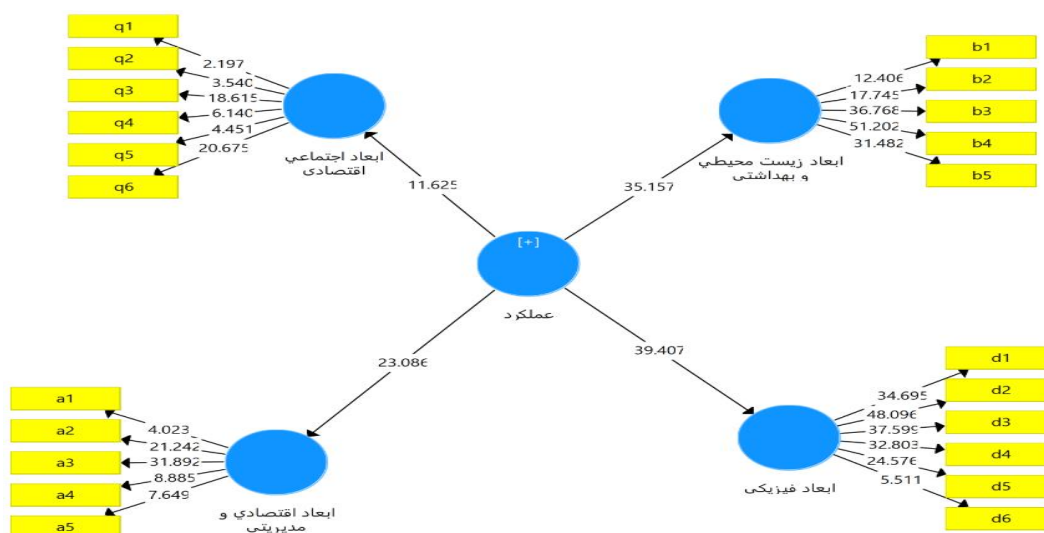 q1
q2
q3
q4
q5
q6
2.197
3.540
18.615
6.140
4.451
20.675
ابعاد اجتماعي
اقتصادی
11.625
b1
b2
b3
b4
b5
12.406
17.745
36.768
51.202
31.482
ابعاد زیست محیطي
و بهداشتی
35.157
[+]
عملکرد
23.086
39.407
a1
a2
a3
a4
a5
4.023
21.242
31.892
8.885
7.649
ابعاد اقتصادي و
مدیریتی
d1
d2
d3
d4
d5
d6
34.695
48.096
37.599
32.803
24.576
5.511
ابعاد فیزیکی